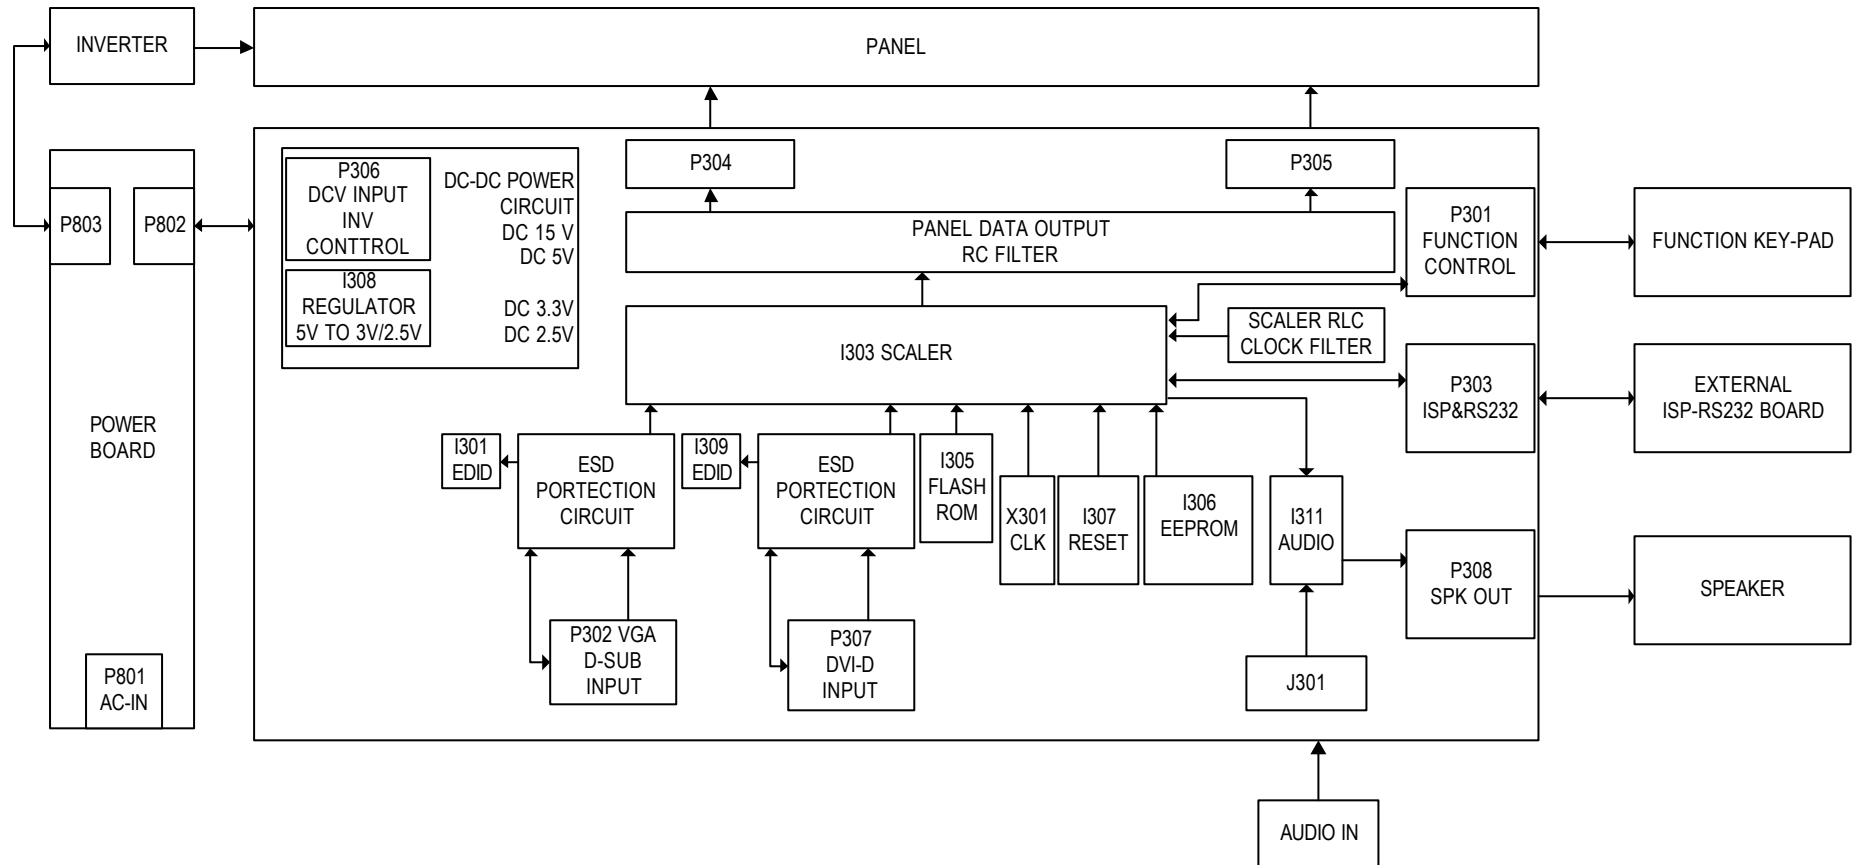 INVERTER
PANEL
P304
P305
P306
DCV INPUT
INV
CONTTROL
DC-DC POWER
CIRCUIT
DC 15 V
DC 5V
DC 3.3V
DC 2.5V
I308
REGULATOR
5V TO 3V/2.5V
P803
P802
POWER
BOARD
P801
AC-IN
PANEL DATA OUTPUT
RC FILTER
P301
FUNCTION
CONTROL
FUNCTION KEY-PAD
I303 SCALER
SCALER RLC
CLOCK FILTER
P303
ISP&RS232
EXTERNAL
ISP-RS232 BOARD
I301
EDID
ESD
PORTECTION
CIRCUIT
I309
EDID
ESD
PORTECTION
CIRCUIT
I305
FLASH
ROM
X301
CLK
I307
RESET
I306
EEPROM
I311
AUDIO
P308
SPK OUT
SPEAKER
P302 VGA
D-SUB
INPUT
P307
DVI-D
INPUT
J301
AUDIO IN